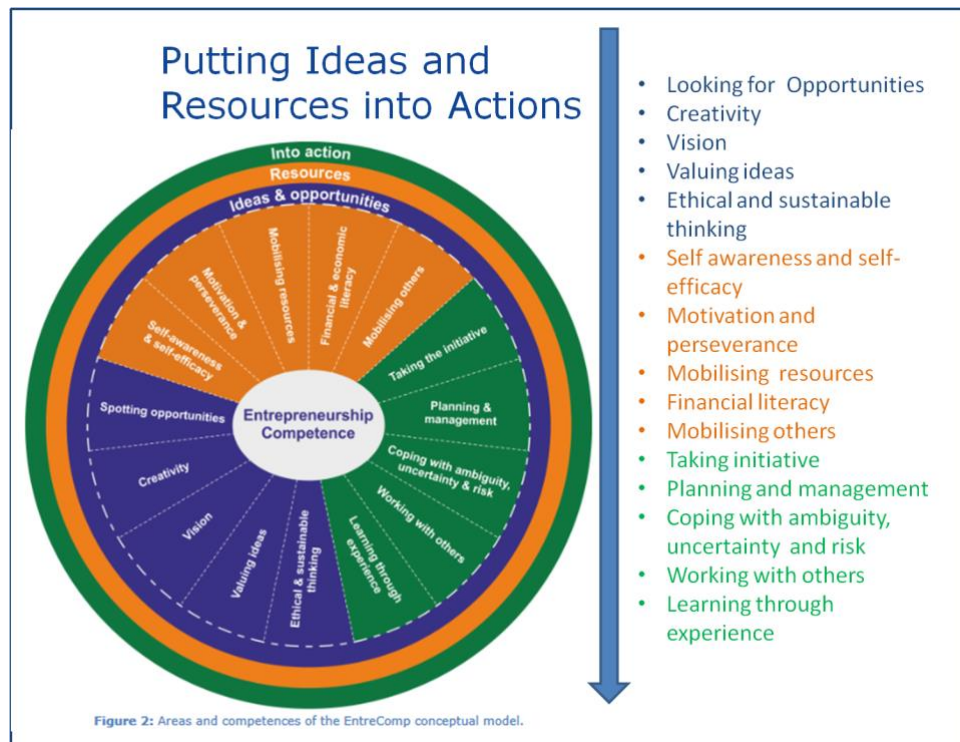 Putting Ideas and
Resources into Actions
Into action
Resources
Ideas & opportunities
Self-awareness
& self-efficacy
Motivation &
perseverance
Mobilising resources
Financial & economic
literacy
Mobilising others
Taking the initiative
Planning &
management
Coping with ambiguity,
uncertainty & risk
Working with others
Learning through
experience
Ethical & sustainable
thinking
Valuing ideas
Vision
Creativity
Spotting opportunities
Entrepreneurship
Competence
Figure 2: Areas and competences of the EntreComp conceptual model.
• Looking for Opportunities
• Creativity
• Vision
• Valuing ideas
• Ethical and sustainable
thinking
• Self awareness and self-
efficacy
• Motivation and
perseverance
• Mobilising resources
• Financial literacy
• Mobilising others
• Taking initiative
• Planning and management
• Coping with ambiguity,
uncertainty and risk
• Working with others
• Learning through
experience